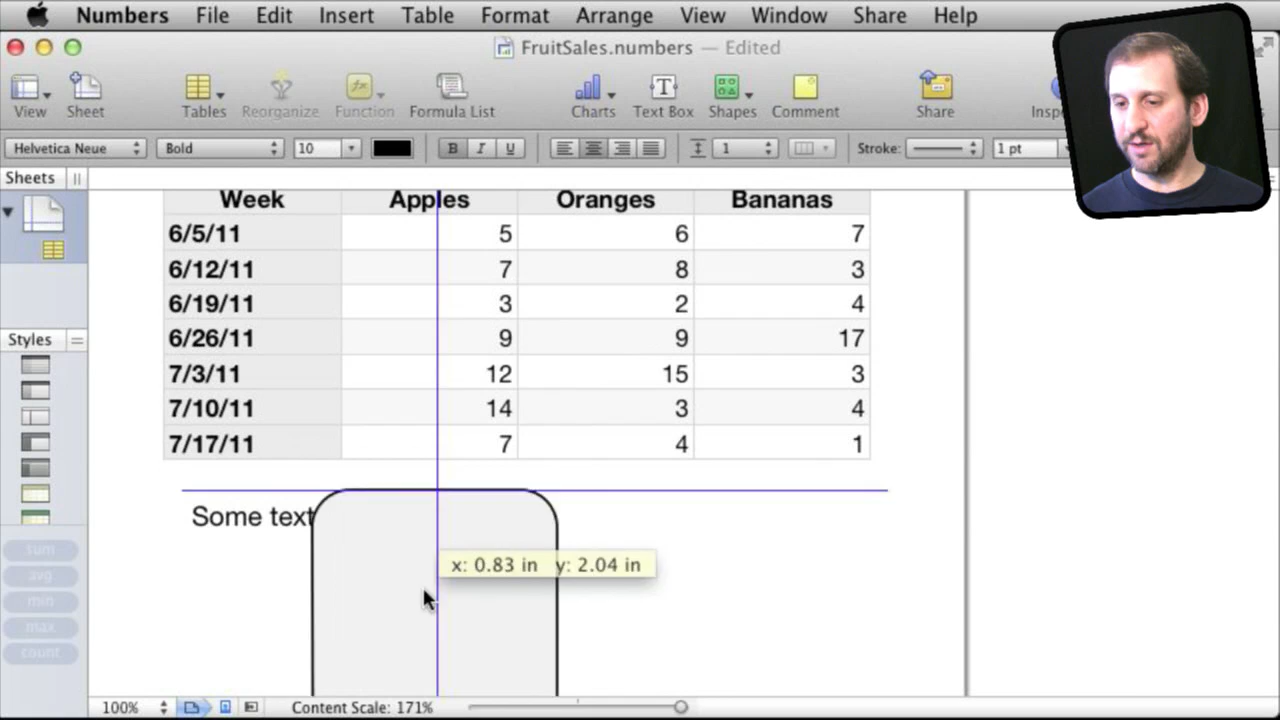 Numbers File Edit Insert Table Format Arrange View Window Share Help
FruitSales.numbers — Edited
View Sheet Tables Reorganize Function Formula List Charts Text Box Shapes Comment Share
Helvetica Neue Bold 10 B I U 1 Stroke: 1 pt
Sheets
Week Apples Oranges Bananas
6/5/11 5 6 7
6/12/11 7 8 3
6/19/11 3 2 4
6/26/11 9 9 17
7/3/11 12 15 3
7/10/11 14 3 4
7/17/11 7 4 1
Styles
Some text
x: 0.83 in y: 2.04 in
sum
avg
min
max
count
100% Content Scale: 171%